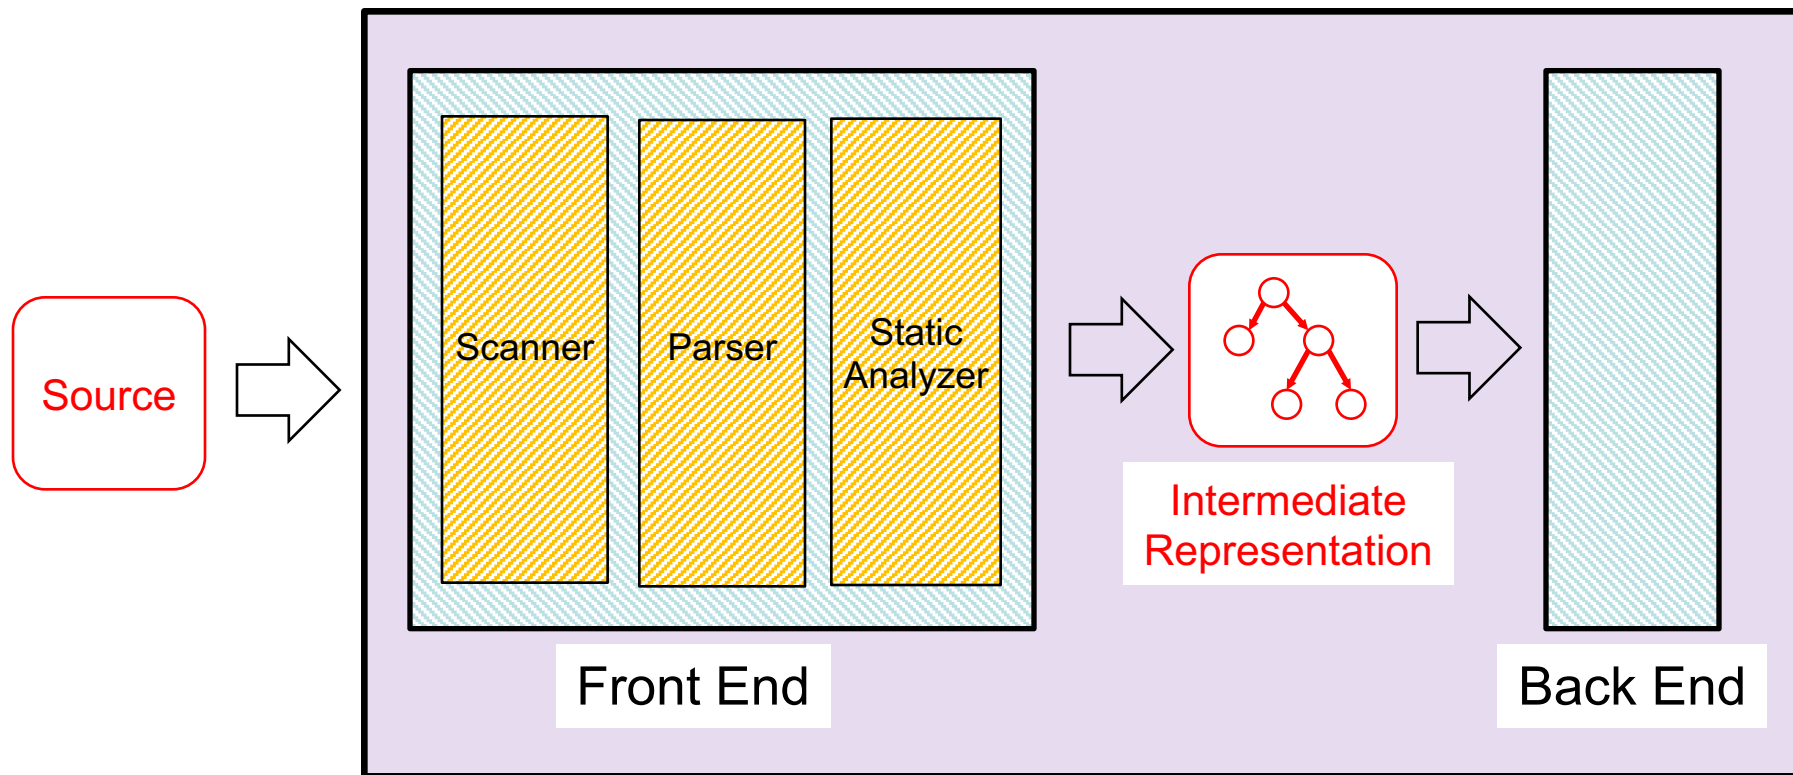 Source
Scanner
Parser
Static
Analyzer
Intermediate
Representation
Front End
Back End